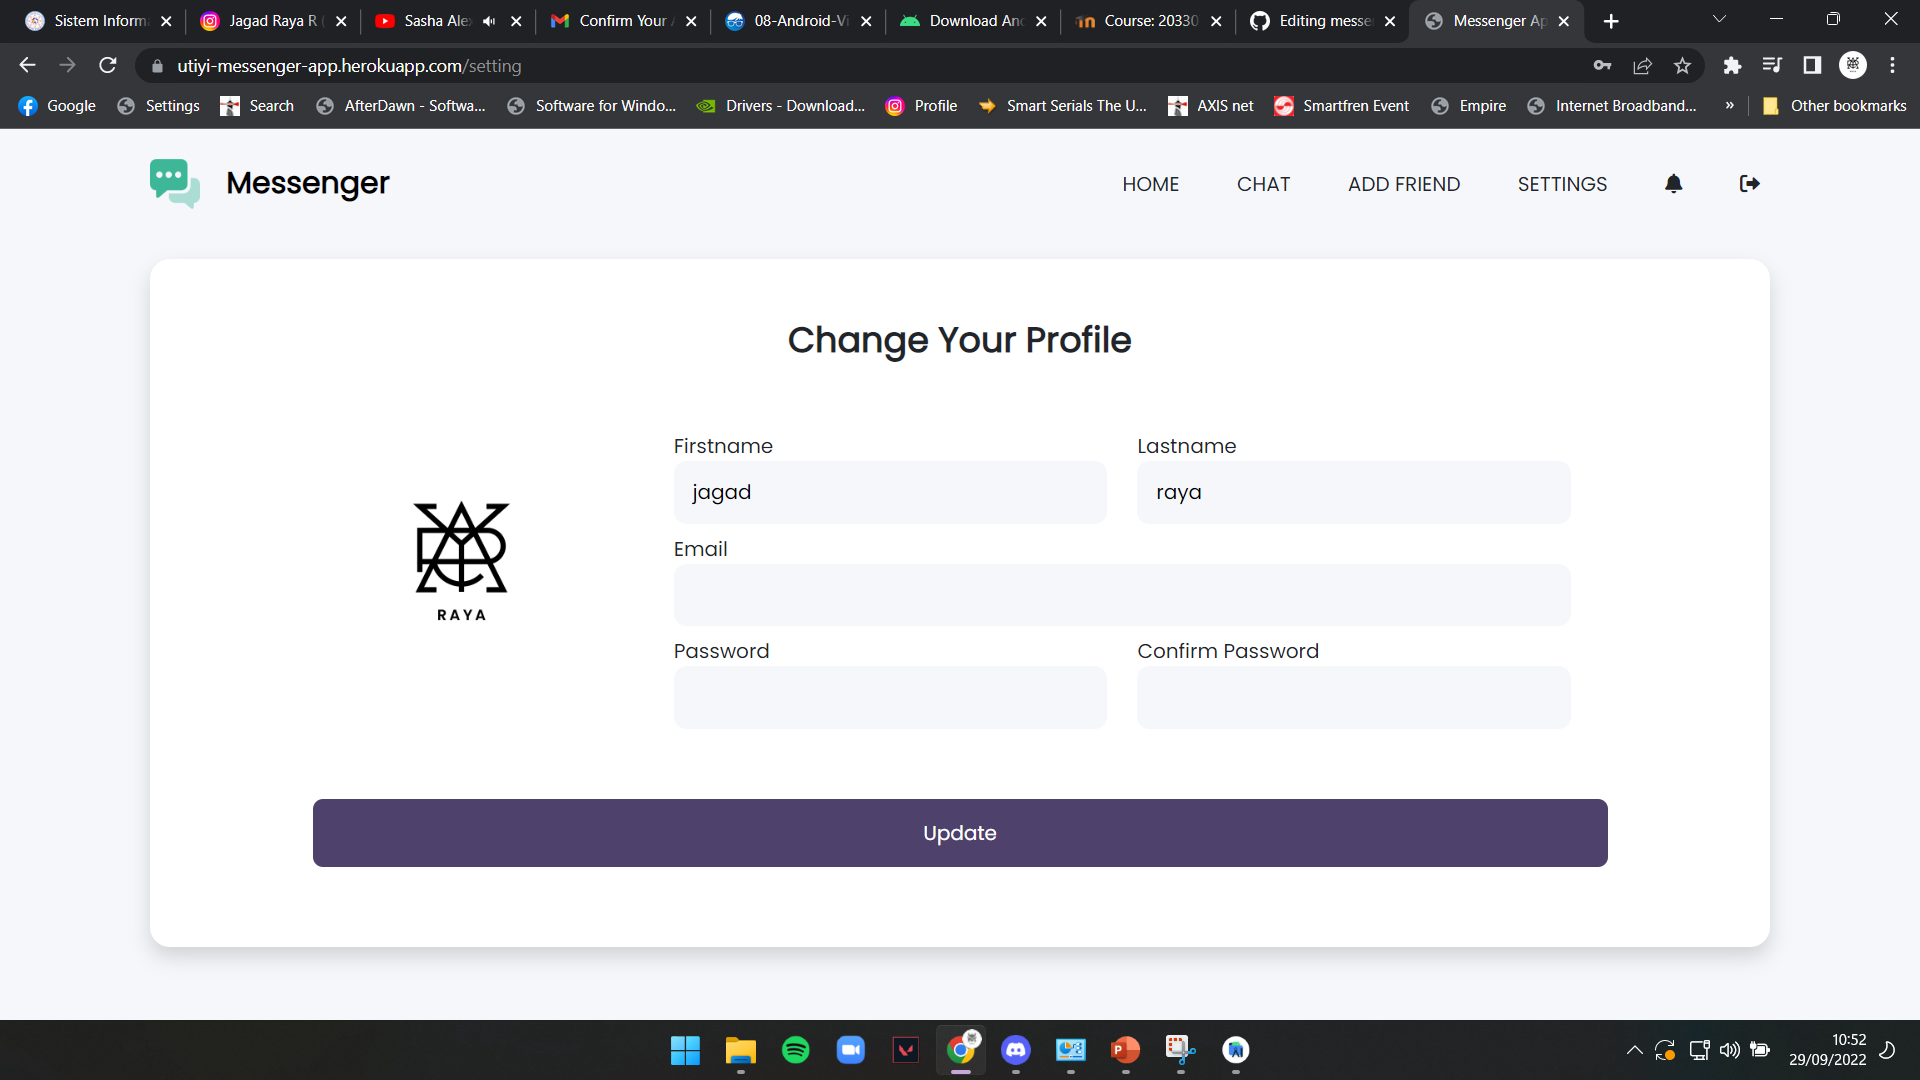 Sistem Inform
Jagad Raya R
Sasha Ale
Confirm Your
08-Android-Vi
Download And
Course: 20330
Editing messe
Messenger Ap
utiyi-messenger-app.herokuapp.com/setting
Google
Settings
Search
AfterDawn - Softwa...
Software for Windo...
Drivers - Download...
Profile
Smart Serials The U...
AXIS net
Smartfren Event
Empire
Internet Broadband...
»
Other bookmarks
Messenger
HOME
CHAT
ADD FRIEND
SETTINGS
Change Your Profile
Firstname
Lastname
jagad
raya
Email
RAYA
Password
Confirm Password
Update
10:52
29/09/2022